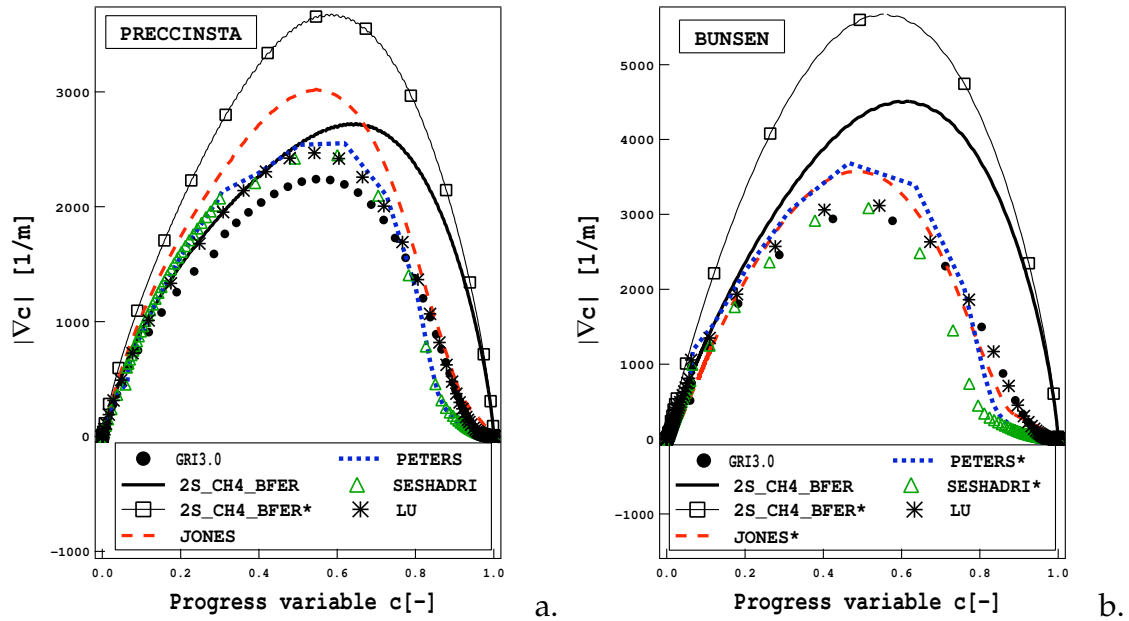 PRECCINSTA
|∇c| [1/m]
3000
2000
1000
0
-1000
GRI3.0
2S_CH4_BFER
2S_CH4_BFER*
JONES
PETERS
SESHADRI
LU
0.0 0.2 0.4 0.6 0.8 1.0
Progress variable c[-]
a.
BUNSEN
|∇c| [1/m]
5000
4000
3000
2000
1000
0
-1000
GRI3.0
2S_CH4_BFER
2S_CH4_BFER*
JONES*
PETERS*
SESHADRI*
LU
0.0 0.2 0.4 0.6 0.8 1.0
Progress variable c[-]
b.